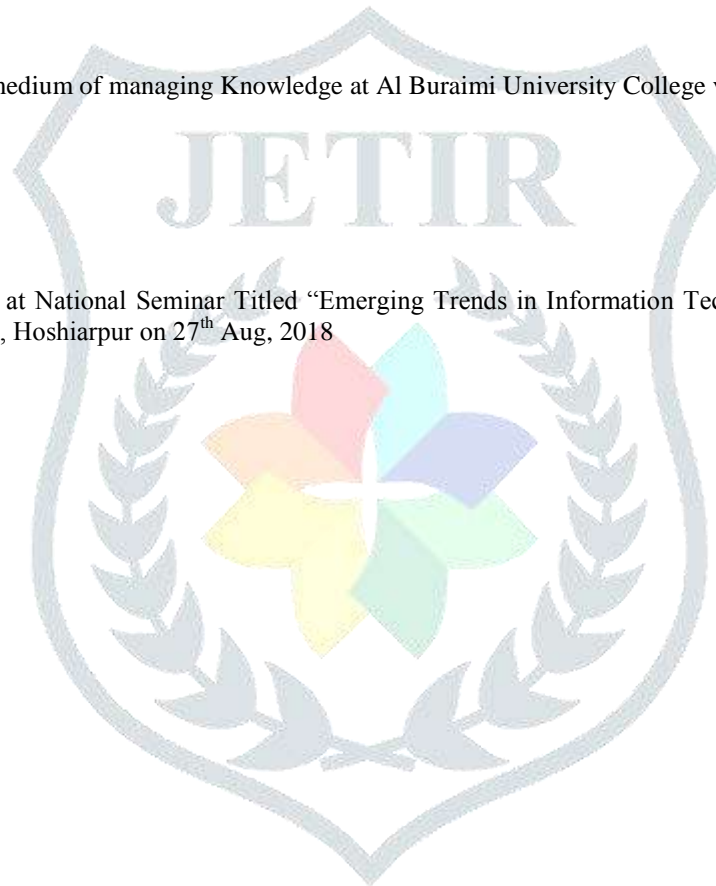 medium of managing Knowledge at Al Buraimi University College
JETIR
at National Seminar Titled “Emerging Trends in Information
, Hoshiarpur on 27th Aug, 2018